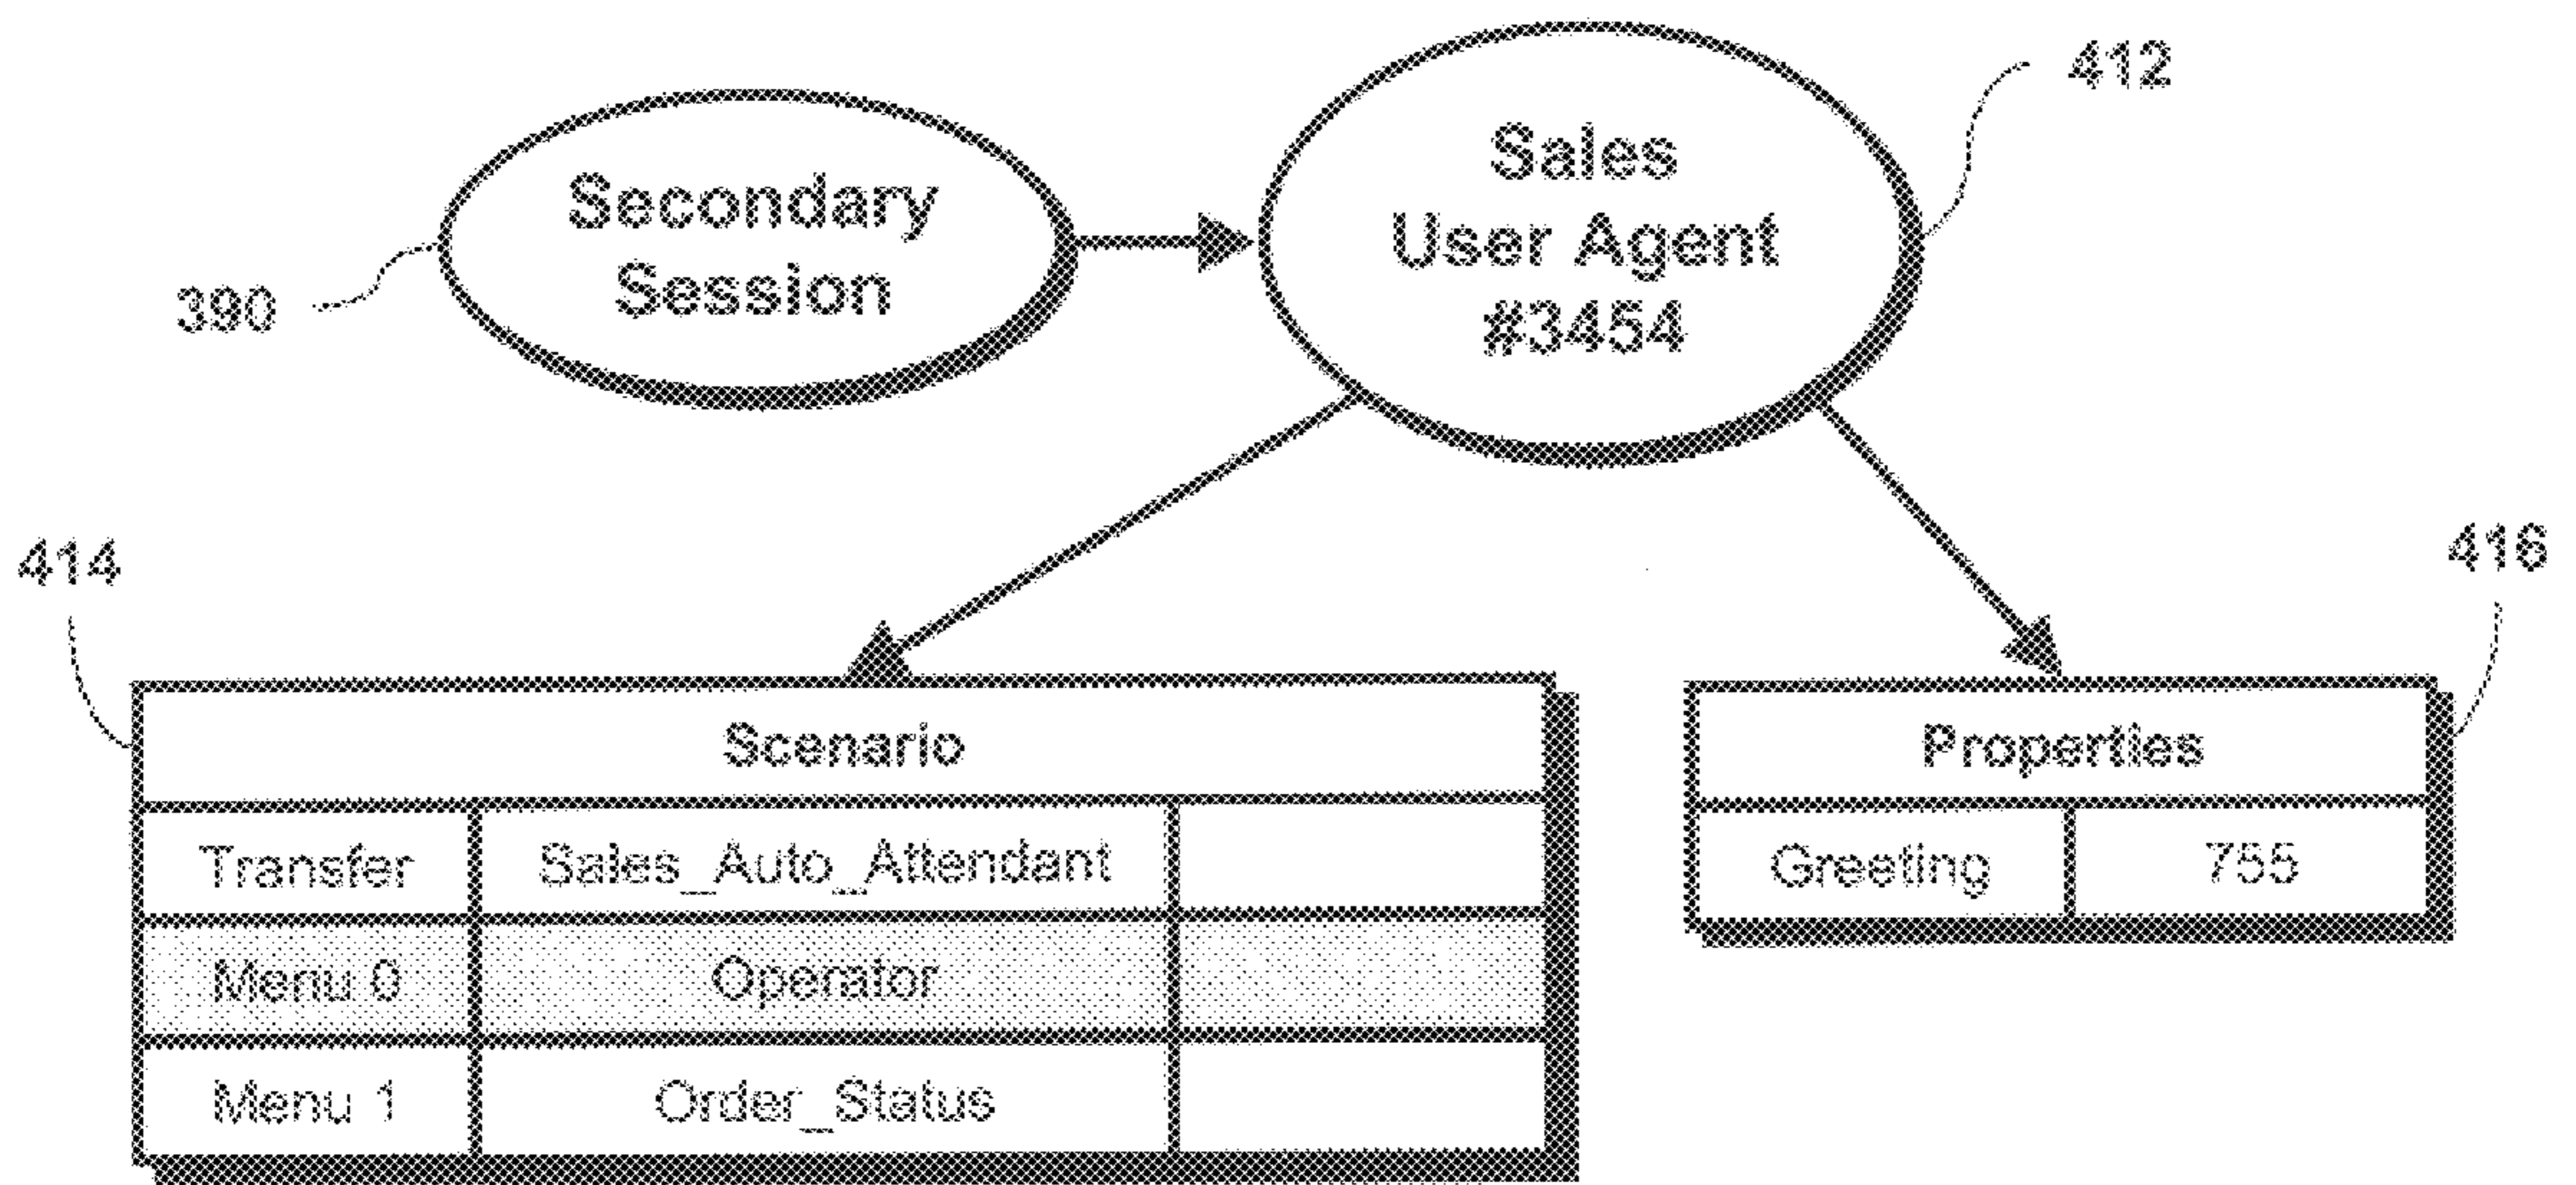 412
Sales
User Agent
#3454
Secondary
Session
390
414
416
Scenario
Transfer Sales_Auto_Attendant
Menu 0 Operator
Menu 1 Order_Status
Properties
Greeting 755